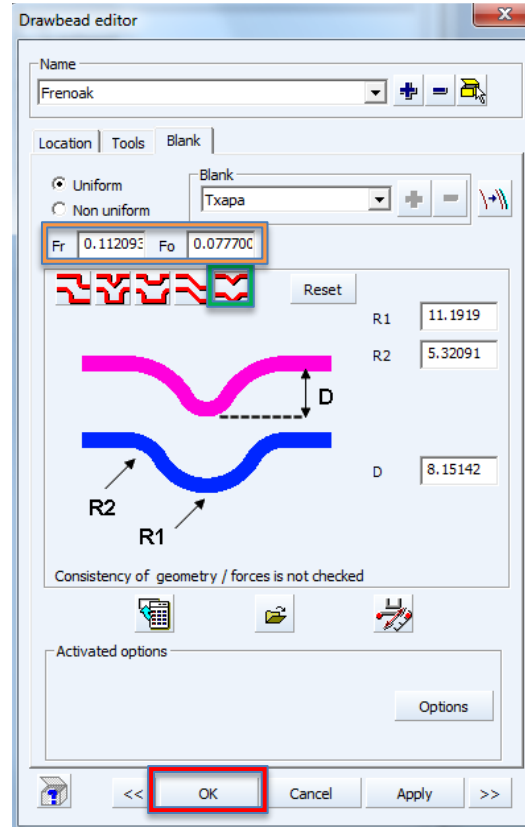 Drawbead editor
Name
Frenoak
Location Tools Blank
Uniform
Non uniform
Blank
Txapa
Fr 0.112093 Fo 0.07770(
Reset
R1 11.1919
R2 5.32091
D
D 8.15142
R2
R1
Consistency of geometry / forces is not checked
Activated options
Options
<< OK Cancel Apply >>